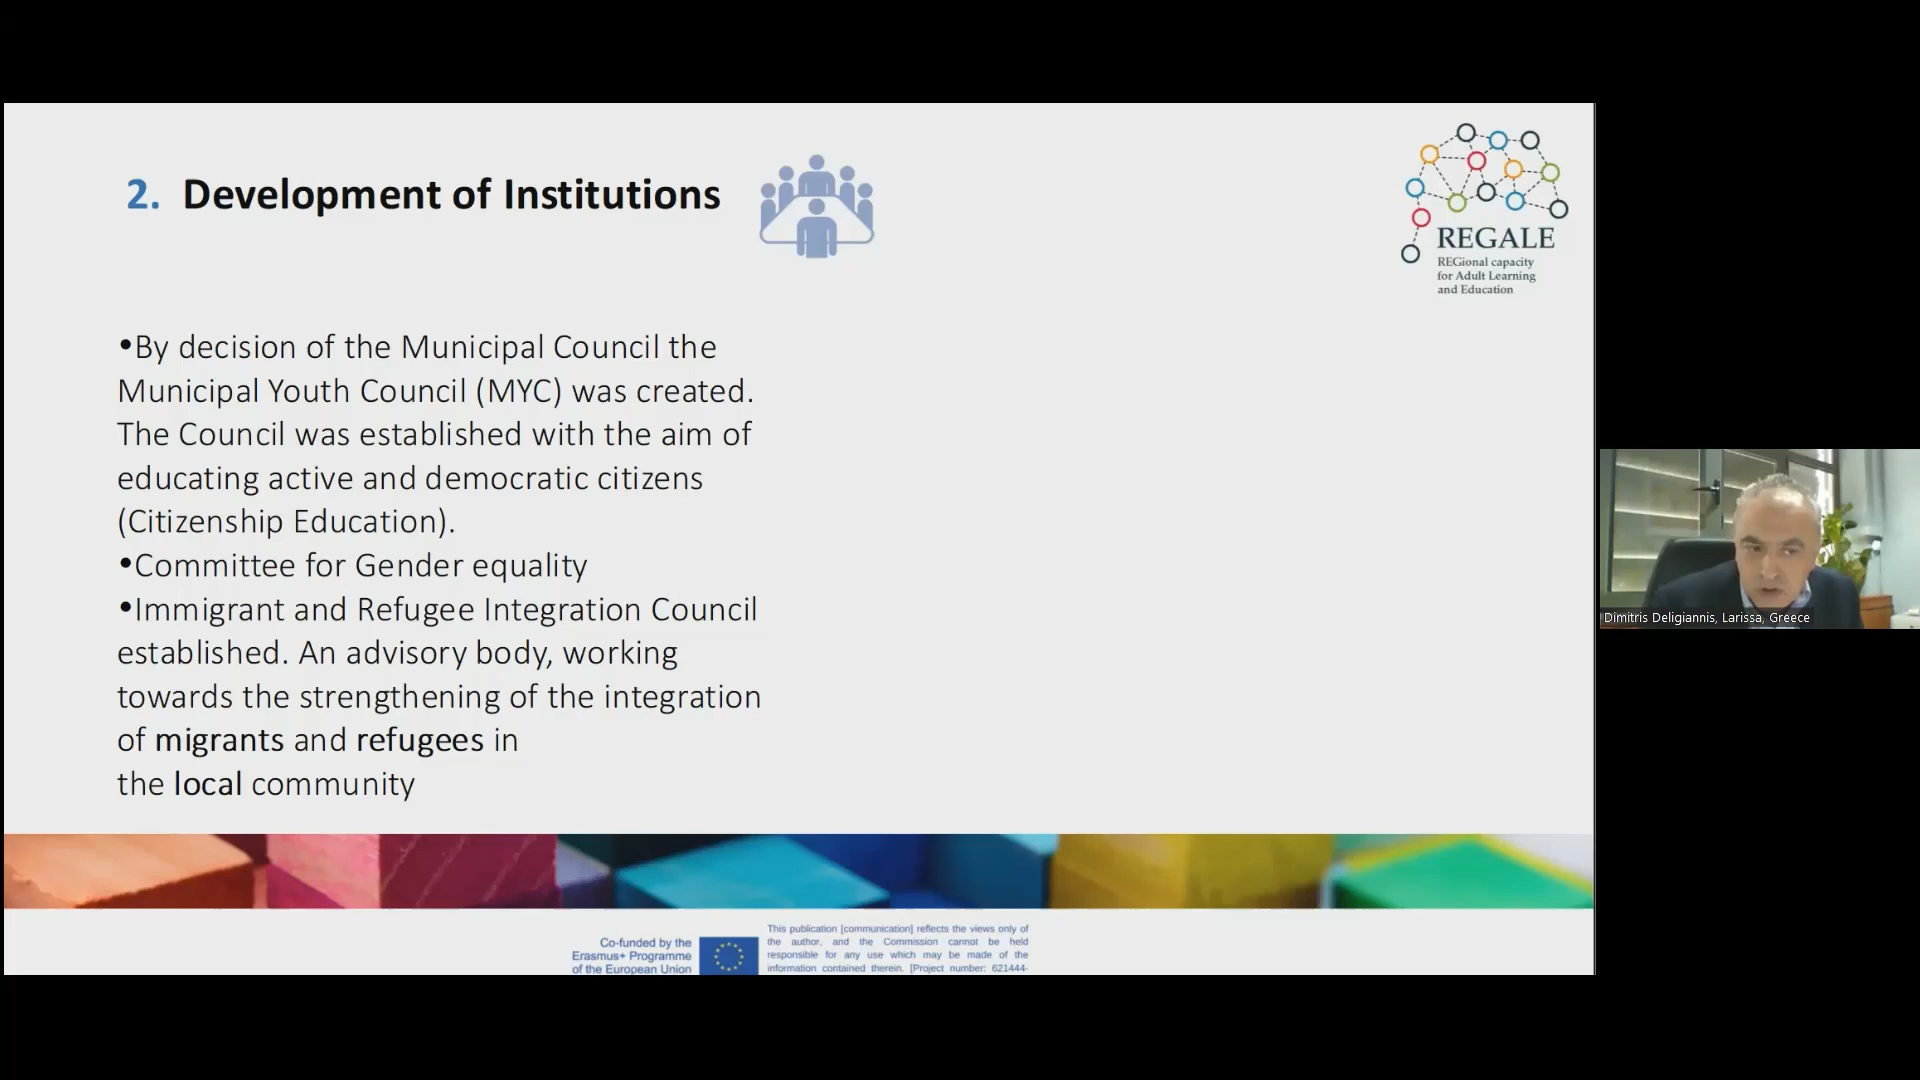 2. Development of Institutions
REGALE
REGional capacity
for Adult Learning
and Education
•By decision of the Municipal Council the
Municipal Youth Council (MYC) was created.
The Council was established with the aim of
educating active and democratic citizens
(Citizenship Education).
•Committee for Gender equality
•Immigrant and Refugee Integration Council
established. An advisory body, working
towards the strengthening of the integration
of migrants and refugees in
the local community
Dimitris Deligiannis, Larissa, Greece
Co-funded by the
Erasmus+ Programme
of the European Union
This publication [communication] reflects the views only of
the author, and the Commission cannot be held
responsible for any use which may be made of the
information contained therein. [Project number: 621444-